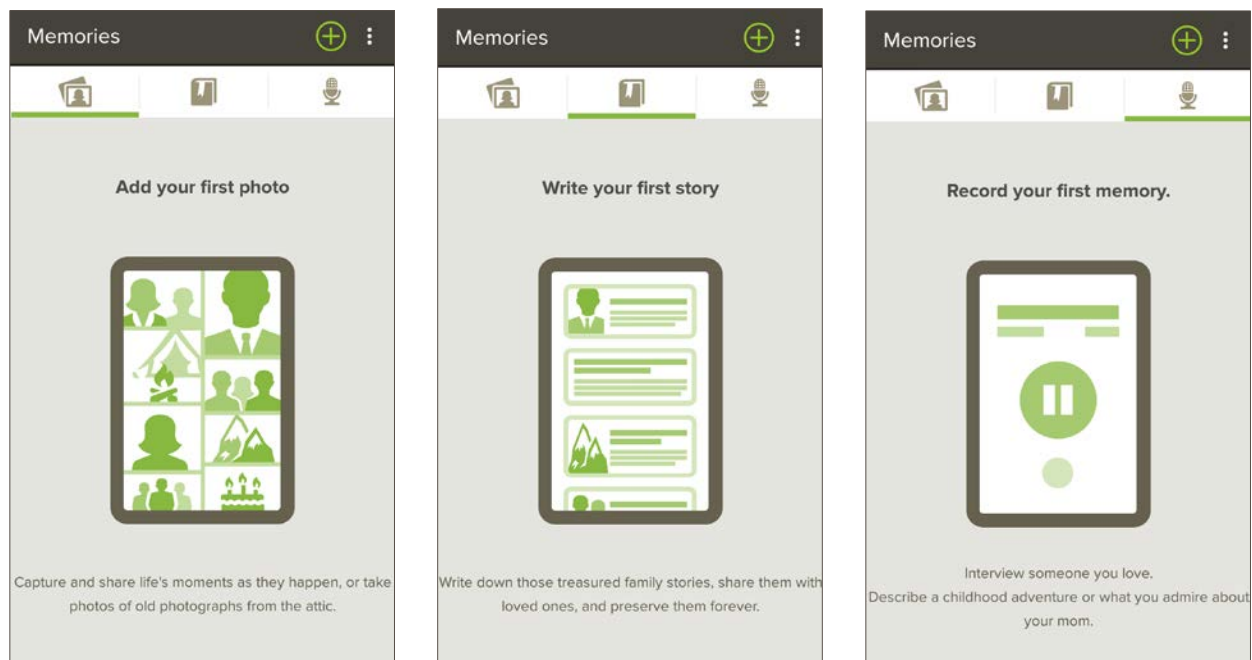 Memories
Add your first photo
Capture and share life's moments as they happen, or take
photos of old photographs from the attic.
Memories
Write your first story
Write down those treasured family stories, share them with
loved ones, and preserve them forever.
Memories
Record your first memory.
Interview someone you love.
Describe a childhood adventure or what you admire about
your mom.